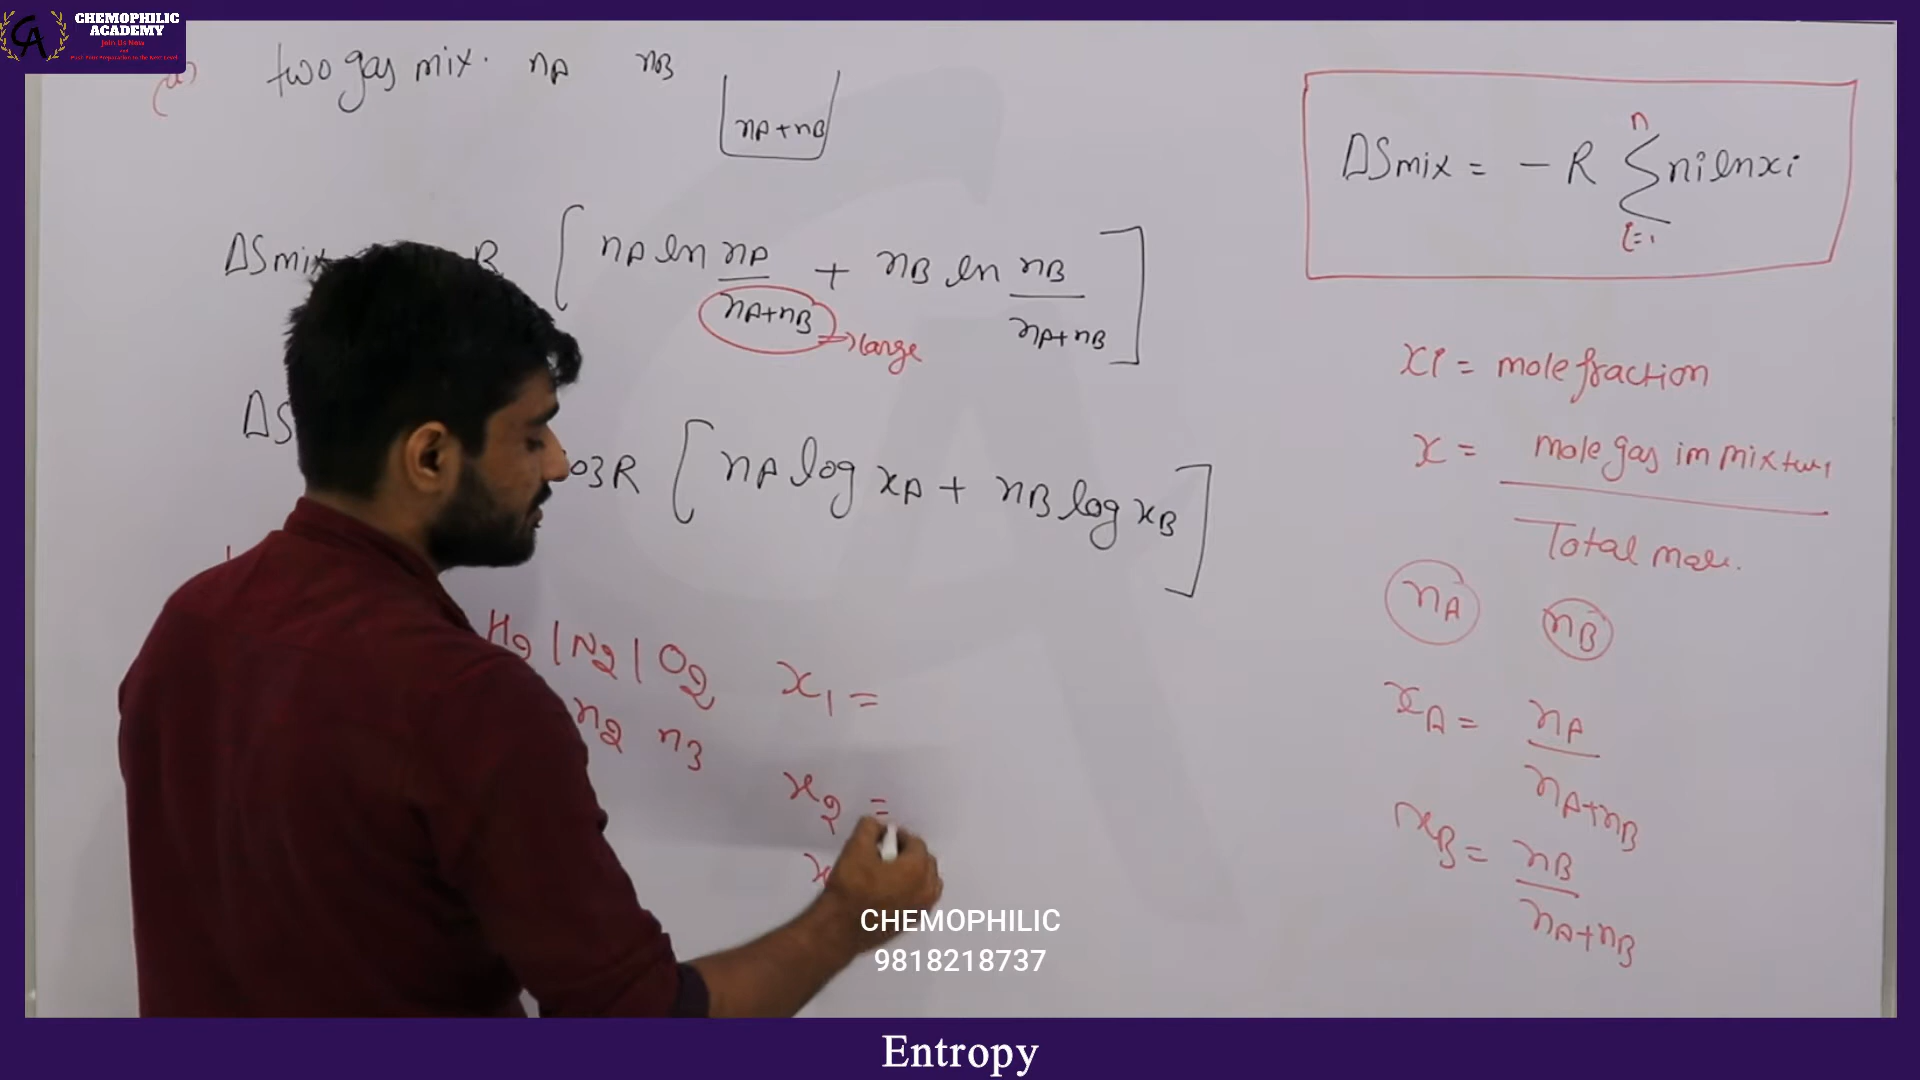 CHEMOPHILIC
ACADEMY
Join Us Now
two gas mix. nA nB
nA+nB
ΔSmix R [ nA ln nA/nA+nB + nB ln nB/nA+nB ]
→ large
ΔS 03R [ nA log xA + nB log xB ]
H2 | N2 | O2
n2 n3
x1 =
x2 =
x
ΔSmix = - R Σ ni ln xi
n
i=1
xi = mole fraction
x = mole gas in mixture
Total mole.
nA nB
xA = nA
nA+nB
xB = nB
nA+nB
CHEMOPHILIC
9818218737
Entropy